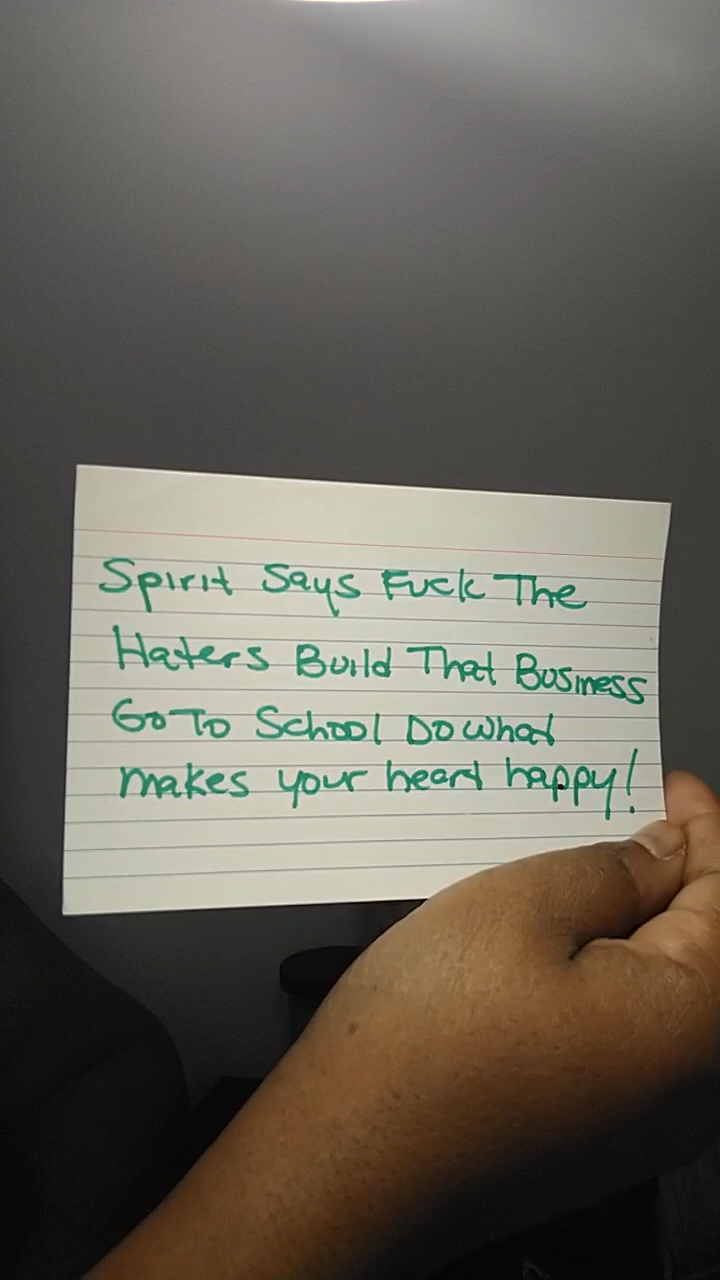 Spirit Says Fuck The
Haters Build That Business
Go To School Do what
makes your heart happy!